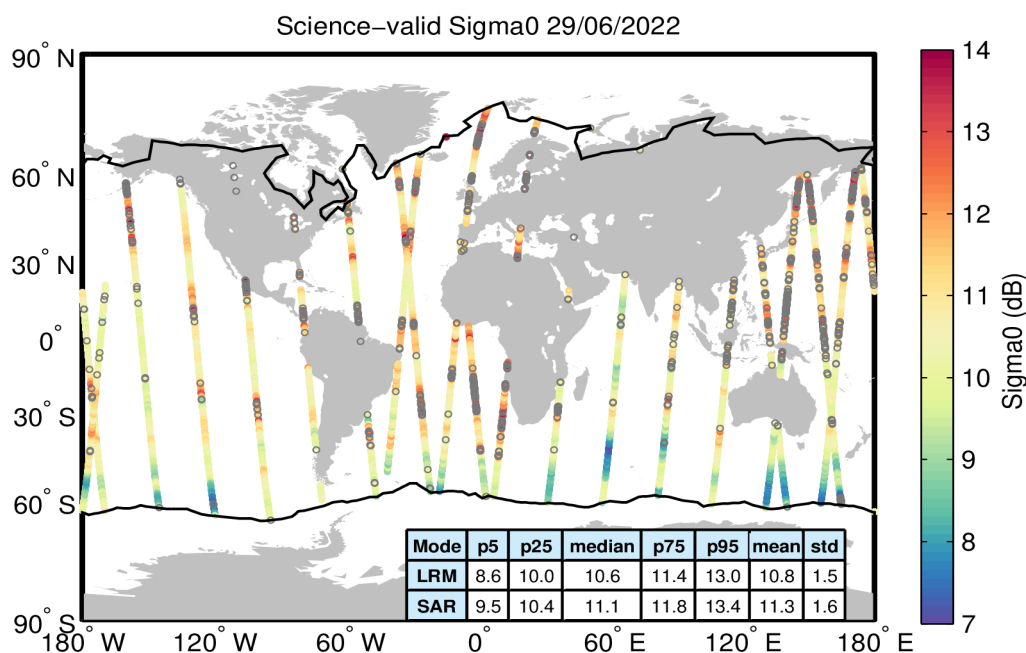 Science−valid Sigma0 29/06/2022
90° N
60° N
30° N
0°
30° S
60° S
90° S
180° W
120° W
60° W
0°
60° E
120° E
180° E
Mode p5 p25 median p75 p95 mean std
LRM 8.6 10.0 10.6 11.4 13.0 10.8 1.5
SAR 9.5 10.4 11.1 11.8 13.4 11.3 1.6
14
13
12
11
10
9
8
7
Sigma0 (dB)